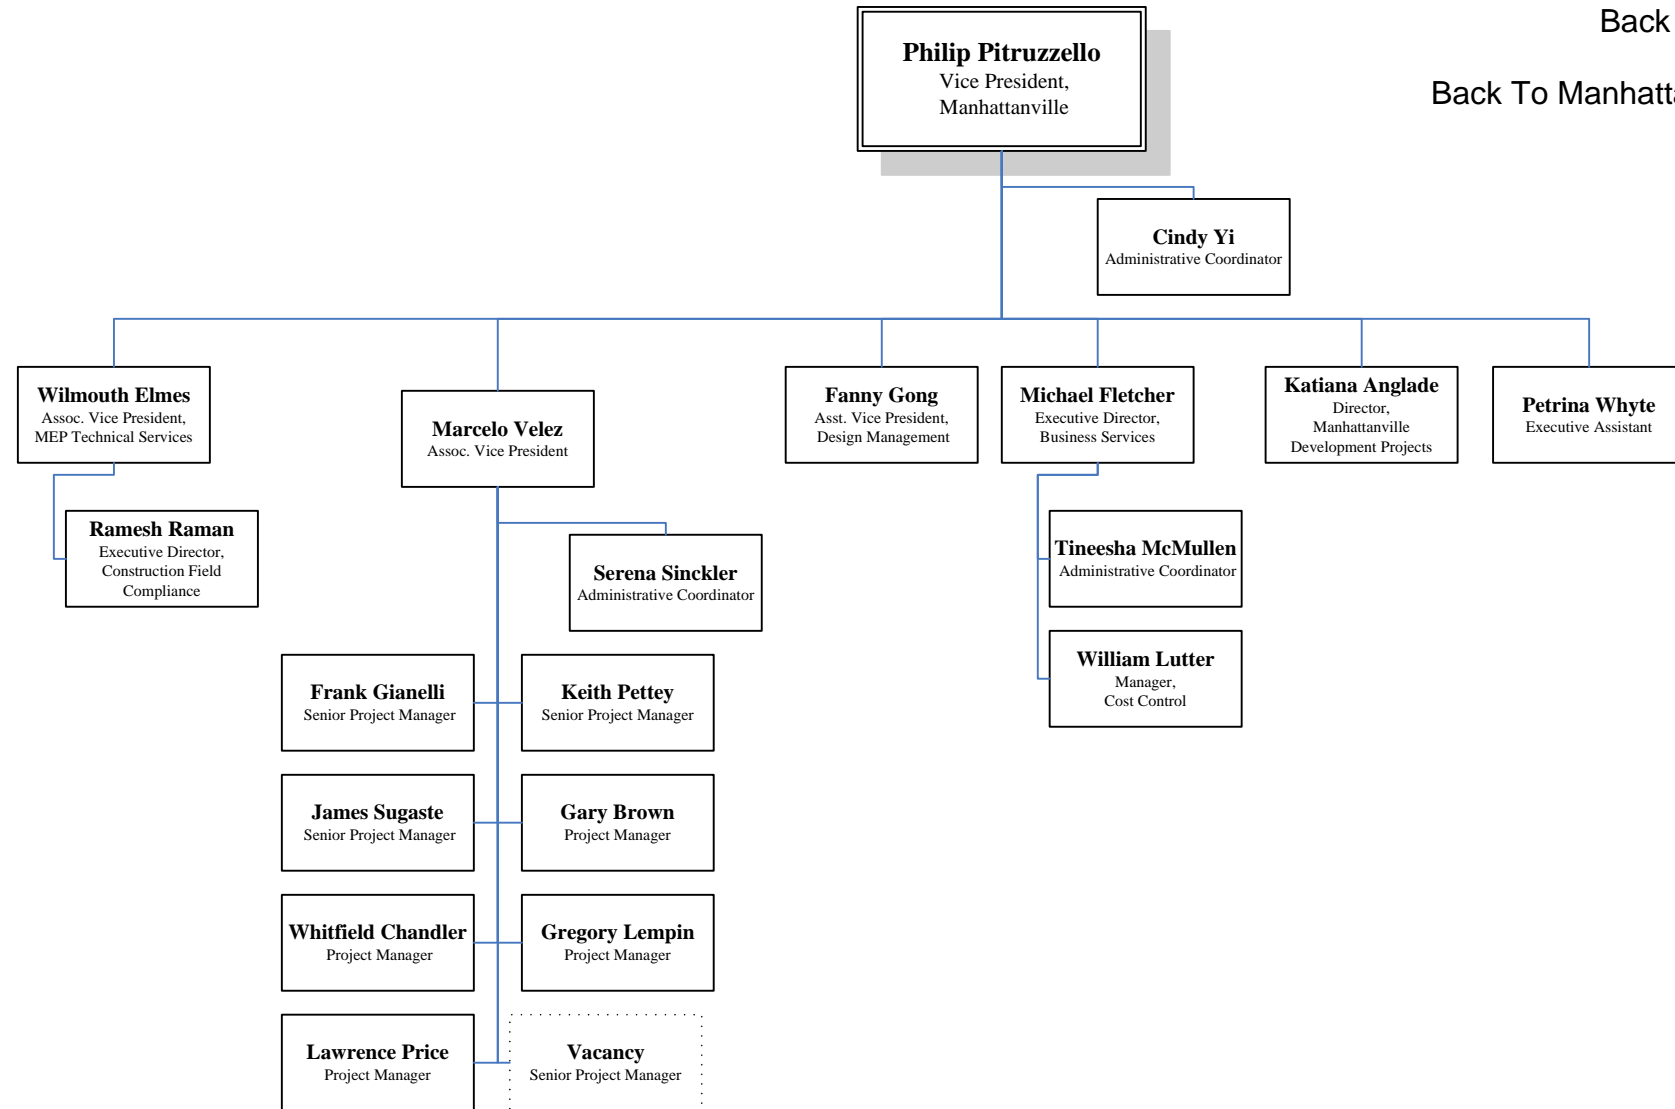 Back
Back To Manhatta
Philip Pitruzzello
Vice President,
Manhattanville
Cindy Yi
Administrative Coordinator
Wilmouth Elmes
Assoc. Vice President,
MEP Technical Services
Marcelo Velez
Assoc. Vice President
Fanny Gong
Asst. Vice President,
Design Management
Michael Fletcher
Executive Director,
Business Services
Katiana Anglade
Director,
Manhattanville
Development Projects
Petrina Whyte
Executive Assistant
Ramesh Raman
Executive Director,
Construction Field
Compliance
Serena Sinckler
Administrative Coordinator
Tineesha McMullen
Administrative Coordinator
William Lutter
Manager,
Cost Control
Frank Gianelli
Senior Project Manager
Keith Pettey
Senior Project Manager
James Sugaste
Senior Project Manager
Gary Brown
Project Manager
Whitfield Chandler
Project Manager
Gregory Lempin
Project Manager
Lawrence Price
Project Manager
Vacancy
Senior Project Manager